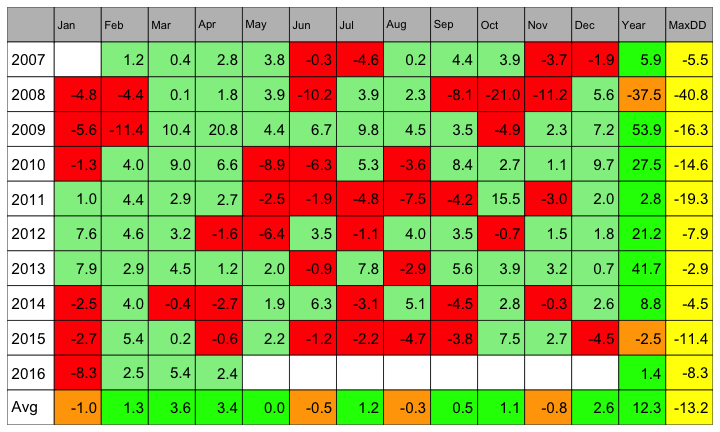 Jan Feb Mar Apr May Jun Jul Aug Sep Oct Nov Dec Year MaxDD
2007 1.2 0.4 2.8 3.8 -0.3 -4.6 0.2 4.4 3.9 -3.7 -1.9 5.9 -5.5
2008 -4.8 -4.4 0.1 1.8 3.9 -10.2 3.9 2.3 -8.1 -21.0 -11.2 5.6 -37.5 -40.8
2009 -5.6 -11.4 10.4 20.8 4.4 6.7 9.8 4.5 3.5 -4.9 2.3 7.2 53.9 -16.3
2010 -1.3 4.0 9.0 6.6 -8.9 -6.3 5.3 -3.6 8.4 2.7 1.1 9.7 27.5 -14.6
2011 1.0 4.4 2.9 2.7 -2.5 -1.9 -4.8 -7.5 -4.2 15.5 -3.0 2.0 2.8 -19.3
2012 7.6 4.6 3.2 -1.6 -6.4 3.5 -1.1 4.0 3.5 -0.7 1.5 1.8 21.2 -7.9
2013 7.9 2.9 4.5 1.2 2.0 -0.9 7.8 -2.9 5.6 3.9 3.2 0.7 41.7 -2.9
2014 -2.5 4.0 -0.4 -2.7 1.9 6.3 -3.1 5.1 -4.5 2.8 -0.3 2.6 8.8 -4.5
2015 -2.7 5.4 0.2 -0.6 2.2 -1.2 -2.2 -4.7 -3.8 7.5 2.7 -4.5 -2.5 -11.4
2016 -8.3 2.5 5.4 2.4 1.4 -8.3
Avg -1.0 1.3 3.6 3.4 0.0 -0.5 1.2 -0.3 0.5 1.1 -0.8 2.6 12.3 -13.2